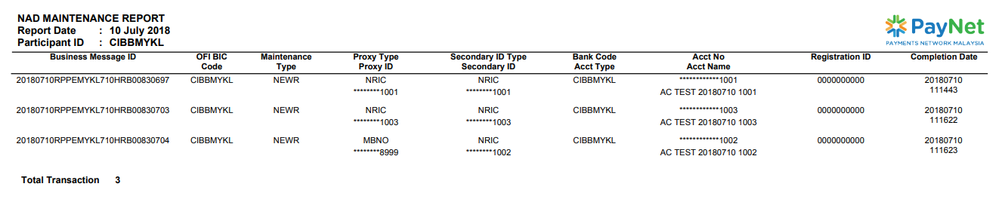 NAD MAINTENANCE REPORT
Report Date : 10 July 2018
Participant ID : CIBBMYKL
PayNet
PAYMENTS NETWORK MALAYSIA
Business Message ID OFI BIC Maintenance Proxy Type Secondary ID Type Bank Code Acct No Registration ID Completion Date
Code Type Proxy ID Secondary ID Acct Type Acct Name
20180710RPPEMYKL710HRB00830697 CIBBMYKL NEWR NRIC NRIC CIBBMYKL ************1001 0000000000 20180710
********1001 ********1001 AC TEST 20180710 1001 111443
20180710RPPEMYKL710HRB00830703 CIBBMYKL NEWR NRIC NRIC CIBBMYKL ************1003 0000000000 20180710
********1003 ********1003 AC TEST 20180710 1003 111622
20180710RPPEMYKL710HRB00830704 CIBBMYKL NEWR MBNO NRIC CIBBMYKL ************1002 0000000000 20180710
********8999 ********1002 AC TEST 20180710 1002 111623
Total Transaction 3